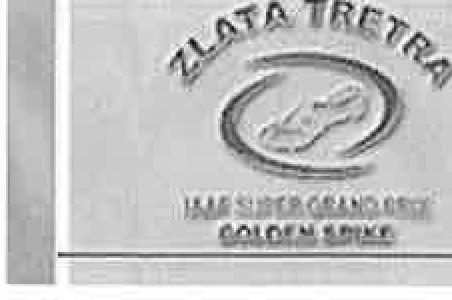 ZLATA TRETRA
IAAF SUPER GRAND PRIX
GOLDEN SPIKE